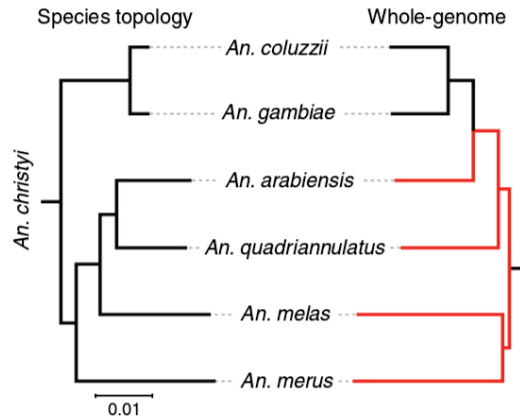 Species topology
Whole-genome
An. coluzzii
An. gambiae
An. arabiensis
An. christyi
An. quadriannulatus
An. melas
An. merus
0.01